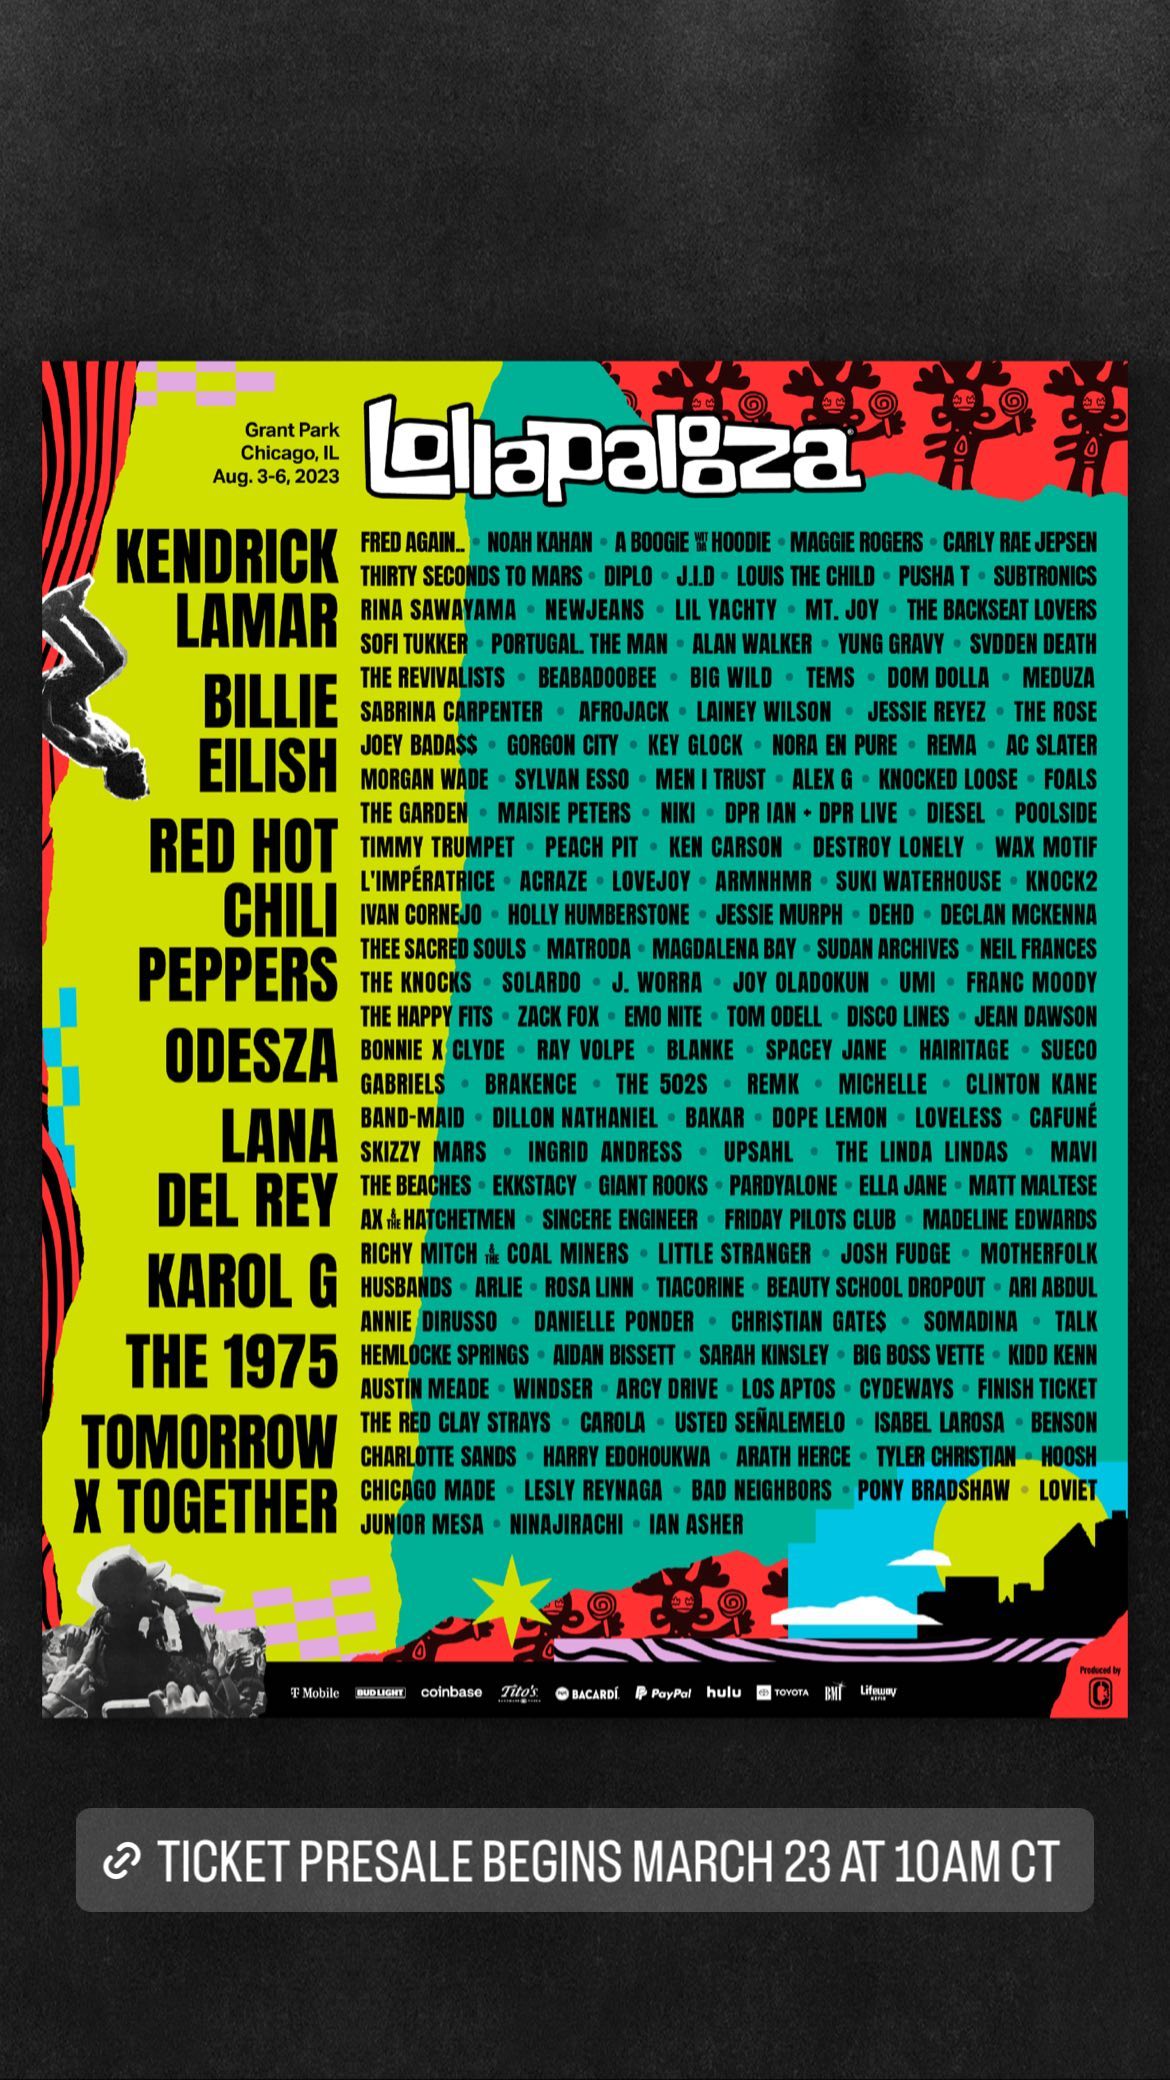 Grant Park
Chicago, IL
Aug. 3-6, 2023
Lollapalooza®
KENDRICK
LAMAR
BILLIE
EILISH
RED HOT
CHILI
PEPPERS
ODESZA
LANA
DEL REY
KAROL G
THE 1975
TOMORROW
X TOGETHER
FRED AGAIN.. • NOAH KAHAN • A BOOGIE WIT DA HOODIE • MAGGIE ROGERS • CARLY RAE JEPSEN
THIRTY SECONDS TO MARS • DIPLO • J.I.D • LOUIS THE CHILD • PUSHA T • SUBTRONICS
RINA SAWAYAMA • NEWJEANS • LIL YACHTY • MT. JOY • THE BACKSEAT LOVERS
SOFI TUKKER • PORTUGAL. THE MAN • ALAN WALKER • YUNG GRAVY • SVDDEN DEATH
THE REVIVALISTS • BEABADOOBEE • BIG WILD • TEMS • DOM DOLLA • MEDUZA
SABRINA CARPENTER • AFROJACK • LAINEY WILSON • JESSIE REYEZ • THE ROSE
JOEY BADA$$ • GORGON CITY • KEY GLOCK • NORA EN PURE • REMA • AC SLATER
MORGAN WADE • SYLVAN ESSO • MEN I TRUST • ALEX G • KNOCKED LOOSE • FOALS
THE GARDEN • MAISIE PETERS • NIKI • DPR IAN + DPR LIVE • DIESEL • POOLSIDE
TIMMY TRUMPET • PEACH PIT • KEN CARSON • DESTROY LONELY • WAX MOTIF
L'IMPÉRATRICE • ACRAZE • LOVEJOY • ARMNHMR • SUKI WATERHOUSE • KNOCK2
IVAN CORNEJO • HOLLY HUMBERSTONE • JESSIE MURPH • DEHD • DECLAN MCKENNA
THEE SACRED SOULS • MATRODA • MAGDALENA BAY • SUDAN ARCHIVES • NEIL FRANCES
THE KNOCKS • SOLARDO • J. WORRA • JOY OLADOKUN • UMI • FRANC MOODY
THE HAPPY FITS • ZACK FOX • EMO NITE • TOM ODELL • DISCO LINES • JEAN DAWSON
BONNIE X CLYDE • RAY VOLPE • BLANKE • SPACEY JANE • HAIRITAGE • SUECO
GABRIELS • BRAKENCE • THE 502S • REMK • MICHELLE • CLINTON KANE
BAND-MAID • DILLON NATHANIEL • BAKAR • DOPE LEMON • LOVELESS • CAFUNÉ
SKIZZY MARS • INGRID ANDRESS • UPSAHL • THE LINDA LINDAS • MAVI
THE BEACHES • EKKSTACY • GIANT ROOKS • PARDYALONE • ELLA JANE • MATT MALTESE
AX & THE HATCHETMEN • SINCERE ENGINEER • FRIDAY PILOTS CLUB • MADELINE EDWARDS
RICHY MITCH & THE COAL MINERS • LITTLE STRANGER • JOSH FUDGE • MOTHERFOLK
HUSBANDS • ARLIE • ROSA LINN • TIACORINE • BEAUTY SCHOOL DROPOUT • ARI ABDUL
ANNIE DIRUSSO • DANIELLE PONDER • CHRI$TIAN GATE$ • SOMADINA • TALK
HEMLOCKE SPRINGS • AIDAN BISSETT • SARAH KINSLEY • BIG BOSS VETTE • KIDD KENN
AUSTIN MEADE • WINDSER • ARCY DRIVE • LOS APTOS • CYDEWAYS • FINISH TICKET
THE RED CLAY STRAYS • CAROLA • USTED SEÑALEMELO • ISABEL LAROSA • BENSON
CHARLOTTE SANDS • HARRY EDOHOUKWA • ARATH HERCE • TYLER CHRISTIAN • HOOSH
CHICAGO MADE • LESLY REYNAGA • BAD NEIGHBORS • PONY BRADSHAW • LOVIET
JUNIOR MESA • NINAJIRACHI • IAN ASHER
T Mobile BUD LIGHT coinbase Tito's BACARDÍ PayPal hulu TOYOTA BMI Lifeway KEFIR
Produced by
TICKET PRESALE BEGINS MARCH 23 AT 10AM CT